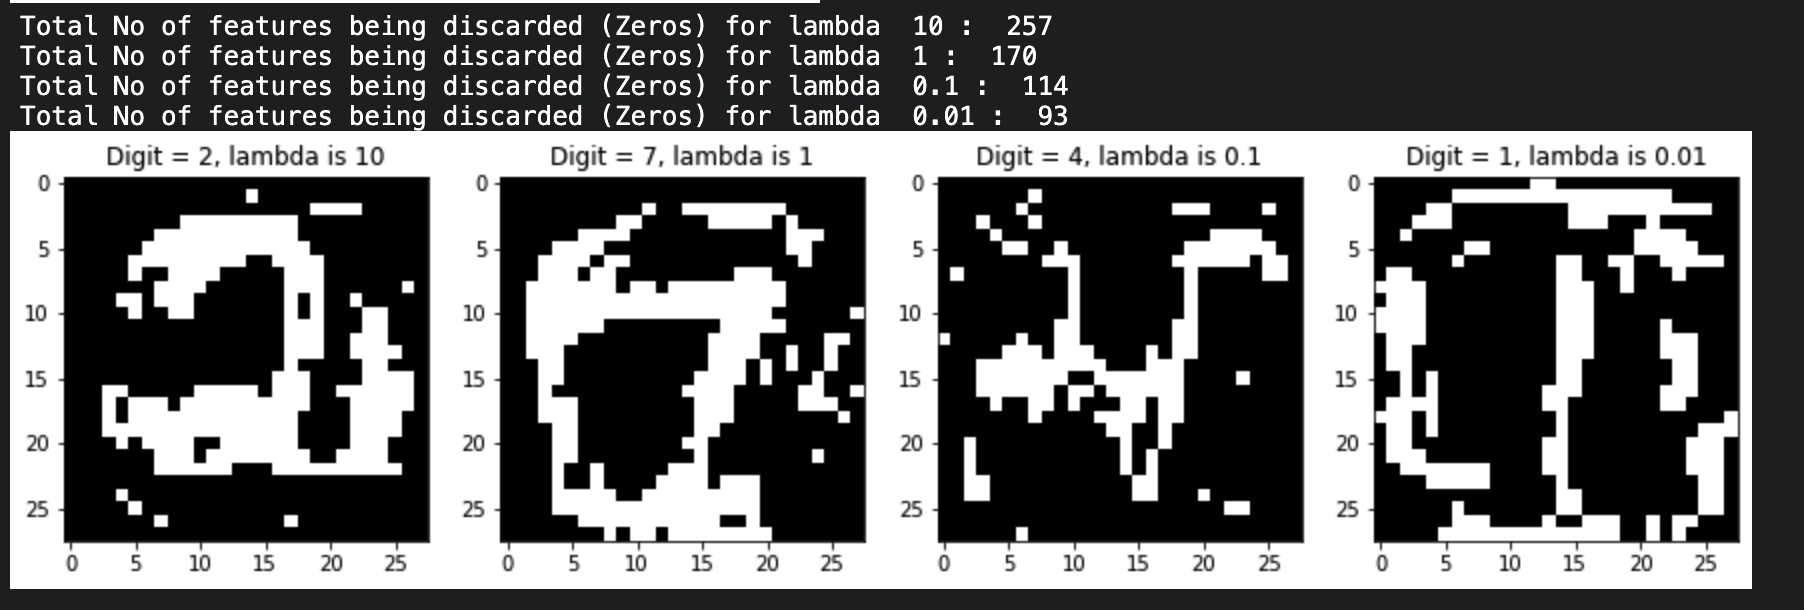 Total No of features being discarded (Zeros) for lambda  10 :  257
Total No of features being discarded (Zeros) for lambda  1 :  170
Total No of features being discarded (Zeros) for lambda  0.1 :  114
Total No of features being discarded (Zeros) for lambda  0.01 :  93
Digit = 2, lambda is 10
0
5
10
15
20
25
0 5 10 15 20 25
Digit = 7, lambda is 1
0
5
10
15
20
25
0 5 10 15 20 25
Digit = 4, lambda is 0.1
0
5
10
15
20
25
0 5 10 15 20 25
Digit = 1, lambda is 0.01
0
5
10
15
20
25
0 5 10 15 20 25